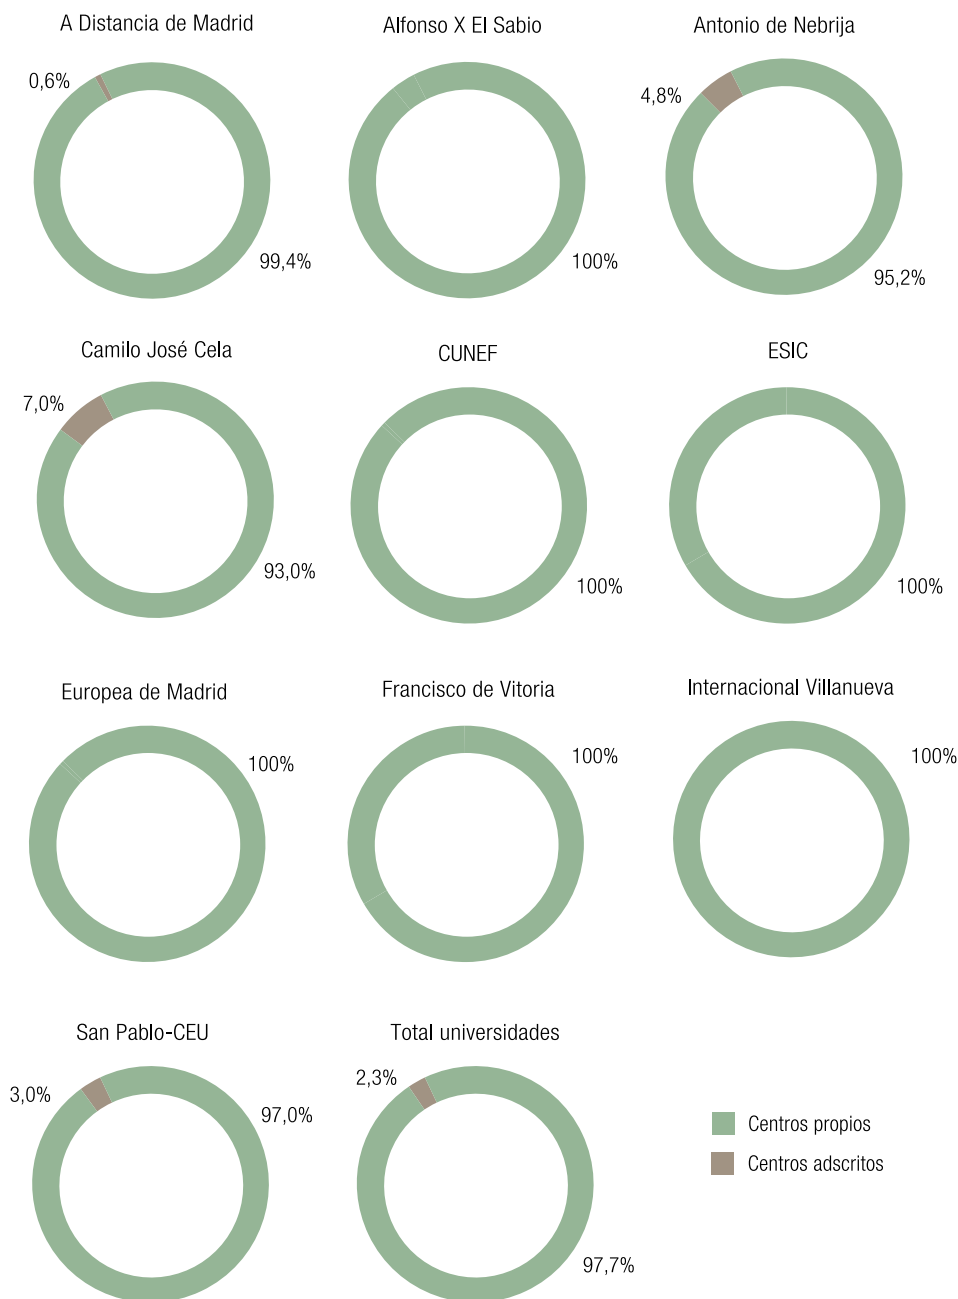 A Distancia de Madrid
0,6%
99,4%
Alfonso X El Sabio
100%
Antonio de Nebrija
4,8%
95,2%
Camilo José Cela
7,0%
93,0%
CUNEF
100%
ESIC
100%
Europea de Madrid
100%
Francisco de Vitoria
100%
Internacional Villanueva
100%
San Pablo-CEU
3,0%
97,0%
Total universidades
2,3%
97,7%
Centros propios
Centros adscritos